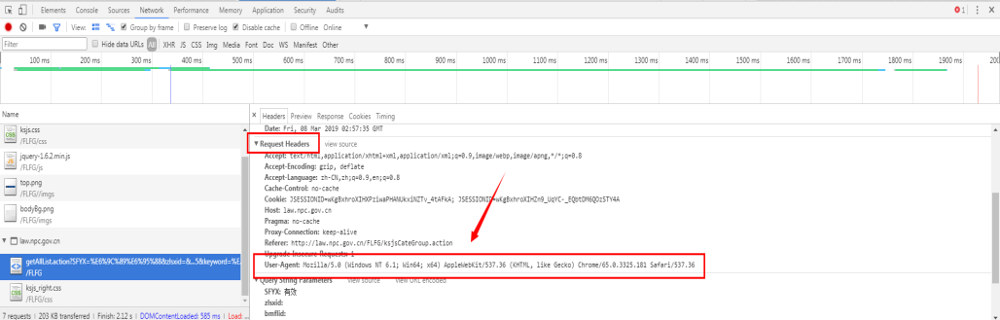 Elements Console Sources Network Performance Memory Application Security Audits 1
View: Group by frame Preserve log Disable cache Offline Online
Filter Hide data URLs All XHR JS CSS Img Media Font Doc WS Manifest Other
100 ms 200 ms 300 ms 400 ms 500 ms 600 ms 700 ms 800 ms 900 ms 1000 ms 1100 ms 1200 ms 1300 ms 1400 ms 1500 ms 1600 ms 1700 ms 1800 ms 1900 ms
Name
ksjs.css
/FLFG/css
jquery-1.6.2.min.js
/FLFG/js
top.png
/FLFG//imgs
bodyBg.png
/FLFG/imgs
law.npc.gov.cn
getAllList.action?SFYX=%E6%9C%89%E6%95%88&zlsxid=&...5&keyword=%E...
/FLFG
ksjs_right.css
/FLFG/css
7 requests | 203 KB transferred | Finish: 2.12 s | DOMContentLoaded: 585 ms | Load: ...
× Headers Preview Response Cookies Timing
Date: Fri, 08 Mar 2019 02:57:35 GMT
Request Headers view source
Accept: text/html,application/xhtml+xml,application/xml;q=0.9,image/webp,image/apng,*/*;q=0.8
Accept-Encoding: gzip, deflate
Accept-Language: zh-CN,zh;q=0.9,en;q=0.8
Cache-Control: no-cache
Host: law.npc.gov.cn
Pragma: no-cache
Proxy-Connection: keep-alive
Referer: http://law.npc.gov.cn/FLFG/ksjsCateGroup.action
Upgrade-Insecure-Requests: 1
User-Agent: Mozilla/5.0 (Windows NT 6.1; Win64; x64) AppleWebKit/537.36 (KHTML, like Gecko) Chrome/65.0.3325.181 Safari/537.36
Query String Parameters view source view URL encoded
SFYX: 有效
zlsxid:
bmflid: